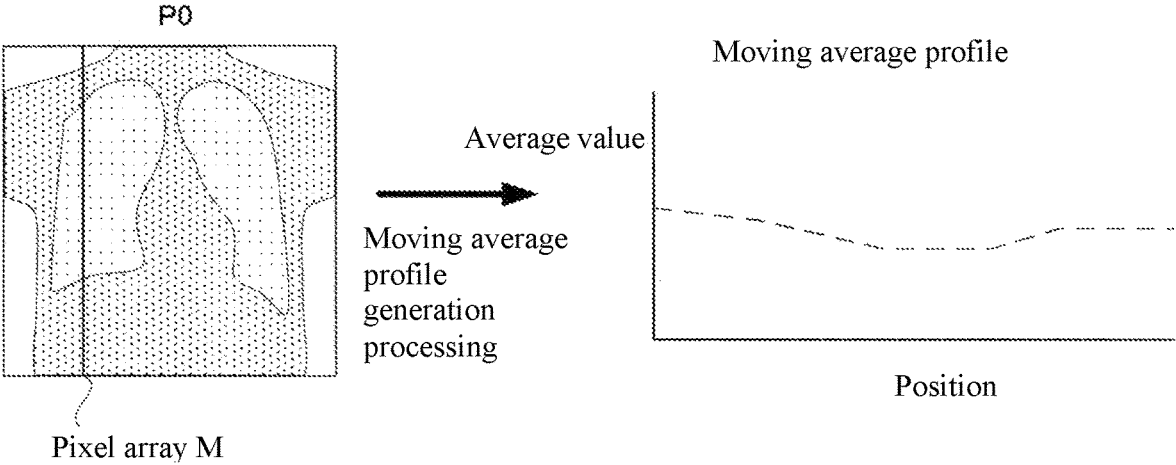 P0
Moving average profile
Average value
Moving average
profile
generation
processing
Position
Pixel array M